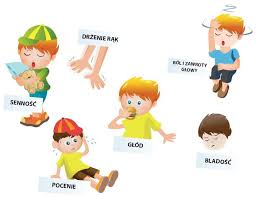 DRŻENIE RĄK
BÓL I ZAWROTY
GŁOWY
SENNOŚĆ
GŁÓD
BLADOŚĆ
POCENIE